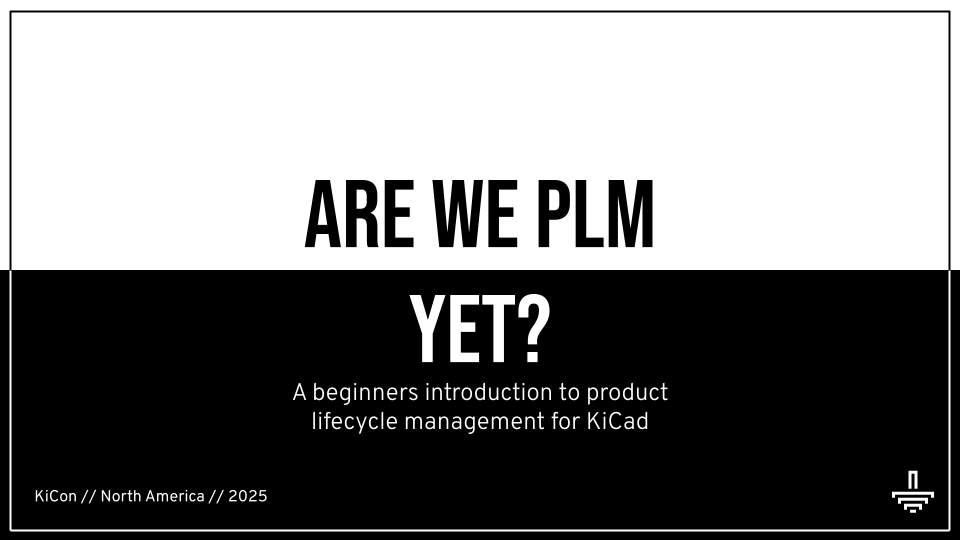 ARE WE PLM
YET?
A beginners introduction to product
lifecycle management for KiCad
KiCon // North America // 2025